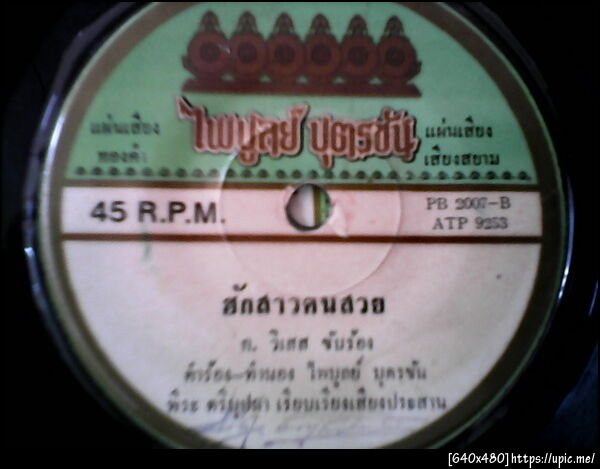 แผ่นเสียง
ทองคำ
ไพบูลย์ บุตรขัน
แผ่นเสียง
เสียงสยาม
45 R.P.M.
PB 2007-B
ATP 9253
ฮักสาวคนสวย
ก. วิเสส ขับร้อง
คำร้อง-ทำนอง ไพบูลย์ บุตรขัน
พิระ ตรีบุปผา เรียบเรียงเสียงประสาน
[640x480]https://upic.me/